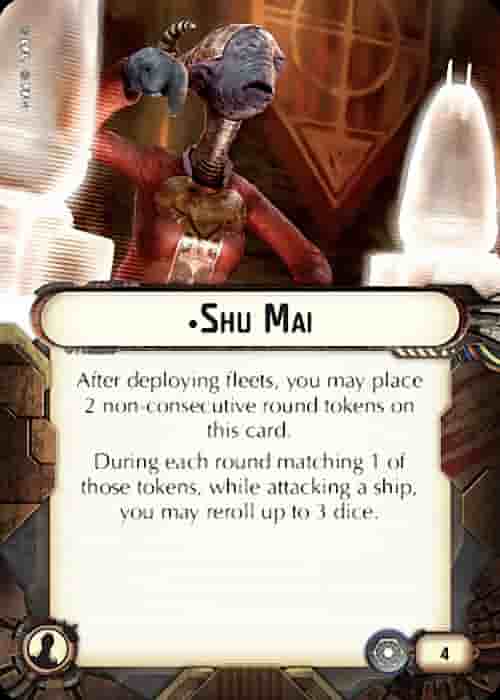 •Shu Mai
After deploying fleets, you may place
2 non-consecutive round tokens on
this card.
During each round matching 1 of
those tokens, while attacking a ship,
you may reroll up to 3 dice.
4